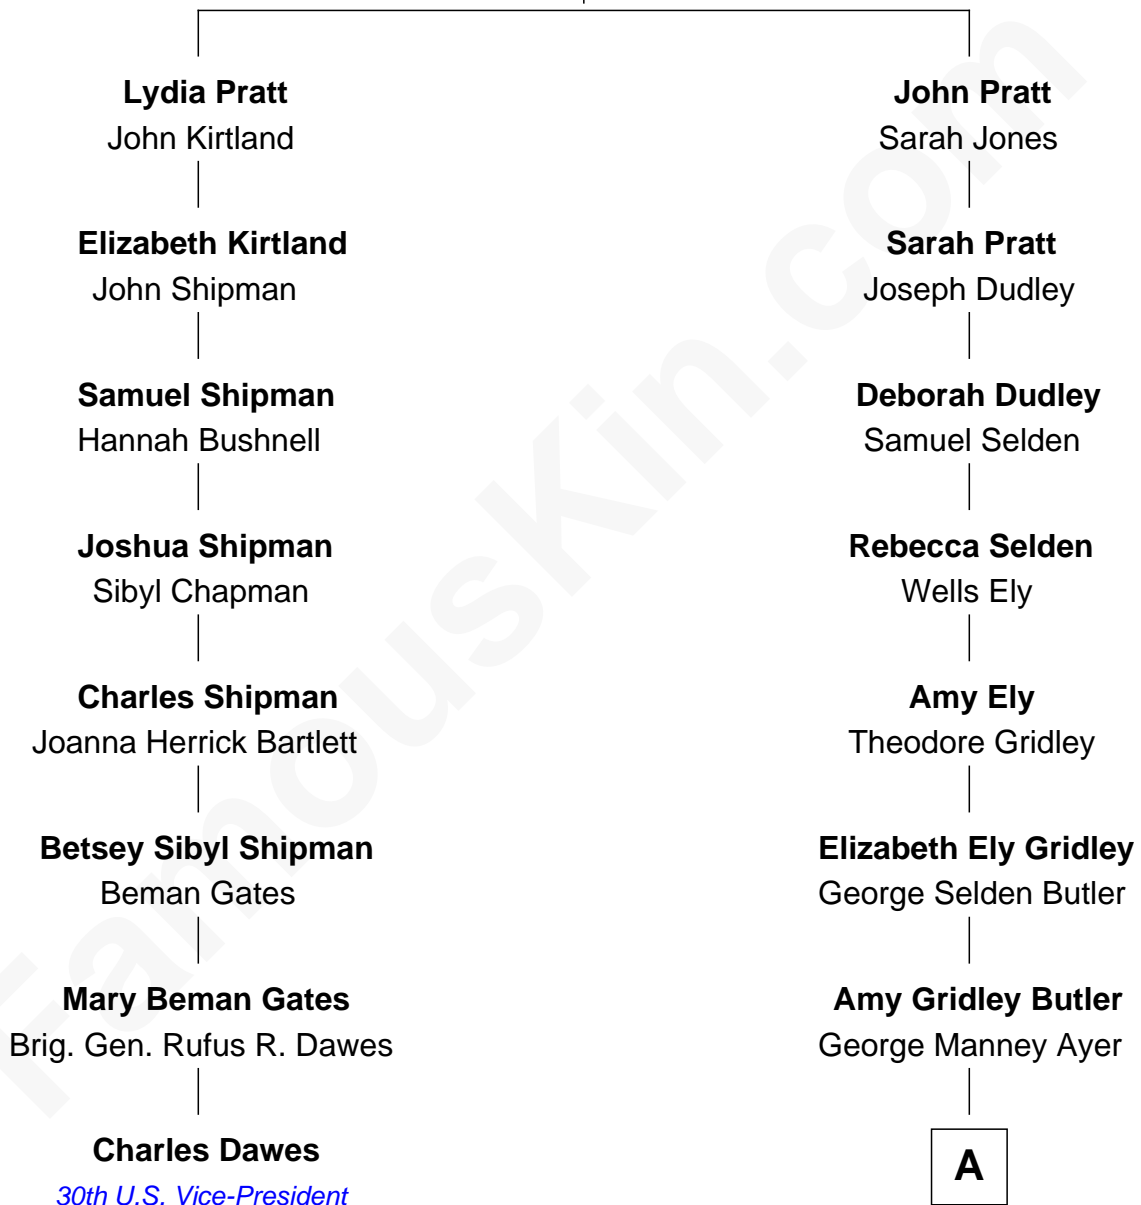 Lydia Pratt
John Kirtland
Elizabeth Kirtland
John Shipman
Samuel Shipman
Hannah Bushnell
Joshua Shipman
Sibyl Chapman
Charles Shipman
Joanna Herrick Bartlett
Betsey Sibyl Shipman
Beman Gates
Mary Beman Gates
Brig. Gen. Rufus R. Dawes
Charles Dawes
30th U.S. Vice-President
John Pratt
Sarah Jones
Sarah Pratt
Joseph Dudley
Deborah Dudley
Samuel Selden
Rebecca Selden
Wells Ely
Amy Ely
Theodore Gridley
Elizabeth Ely Gridley
George Selden Butler
Amy Gridley Butler
George Manney Ayer
A
FamousKin.com